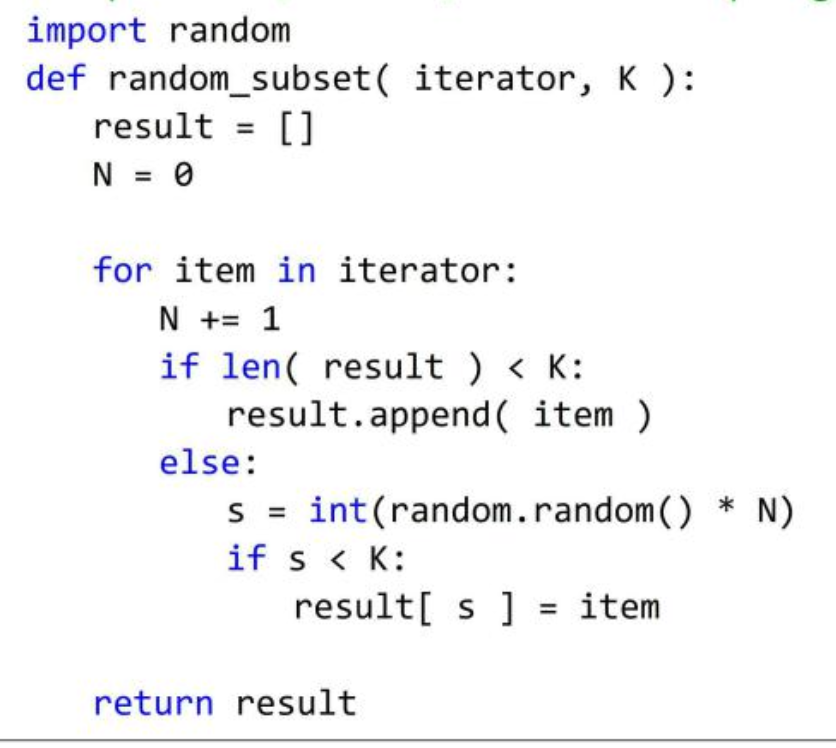 import random
def random_subset( iterator, K ):
    result = []
    N = 0

    for item in iterator:
        N += 1
        if len( result ) < K:
            result.append( item )
        else:
            s = int(random.random() * N)
            if s < K:
                result[ s ] = item

    return result